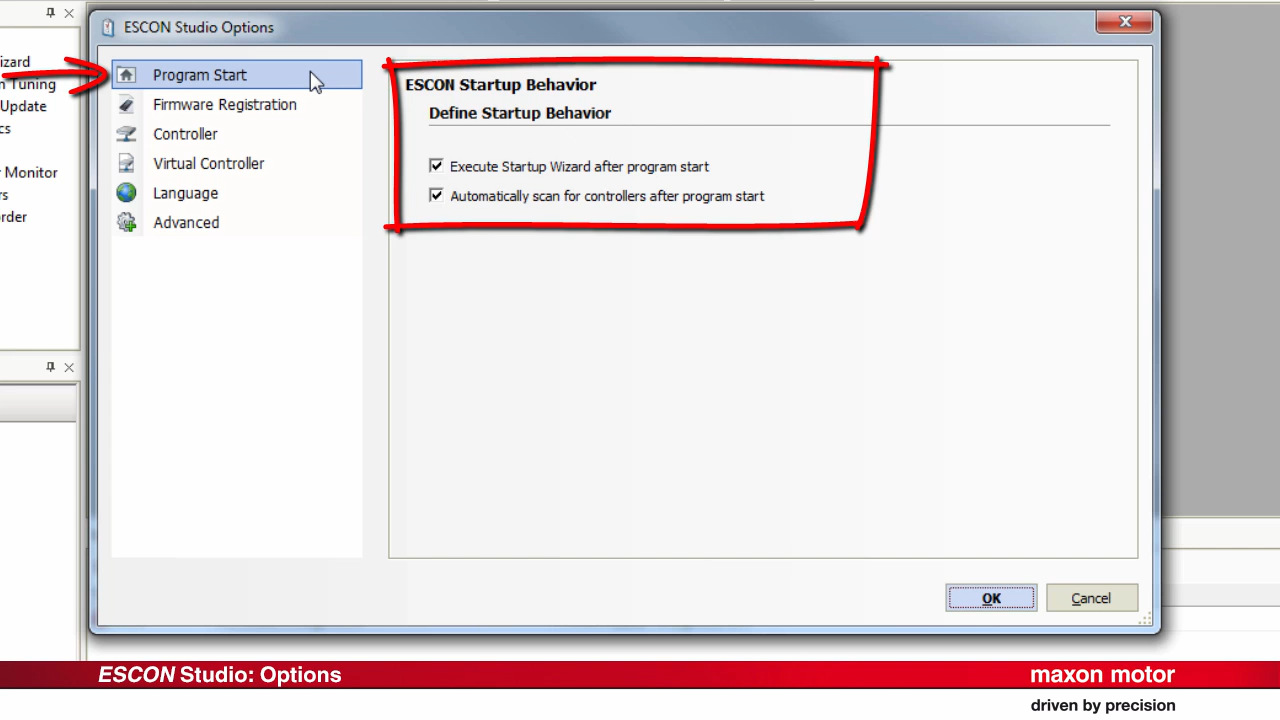 ESCON Studio Options
izard
n Tuning
Update
cs
r Monitor
rs
rder
Program Start
Firmware Registration
Controller
Virtual Controller
Language
Advanced
ESCON Startup Behavior
Define Startup Behavior
Execute Startup Wizard after program start
Automatically scan for controllers after program start
OK
Cancel
ESCON Studio: Options
maxon motor
driven by precision